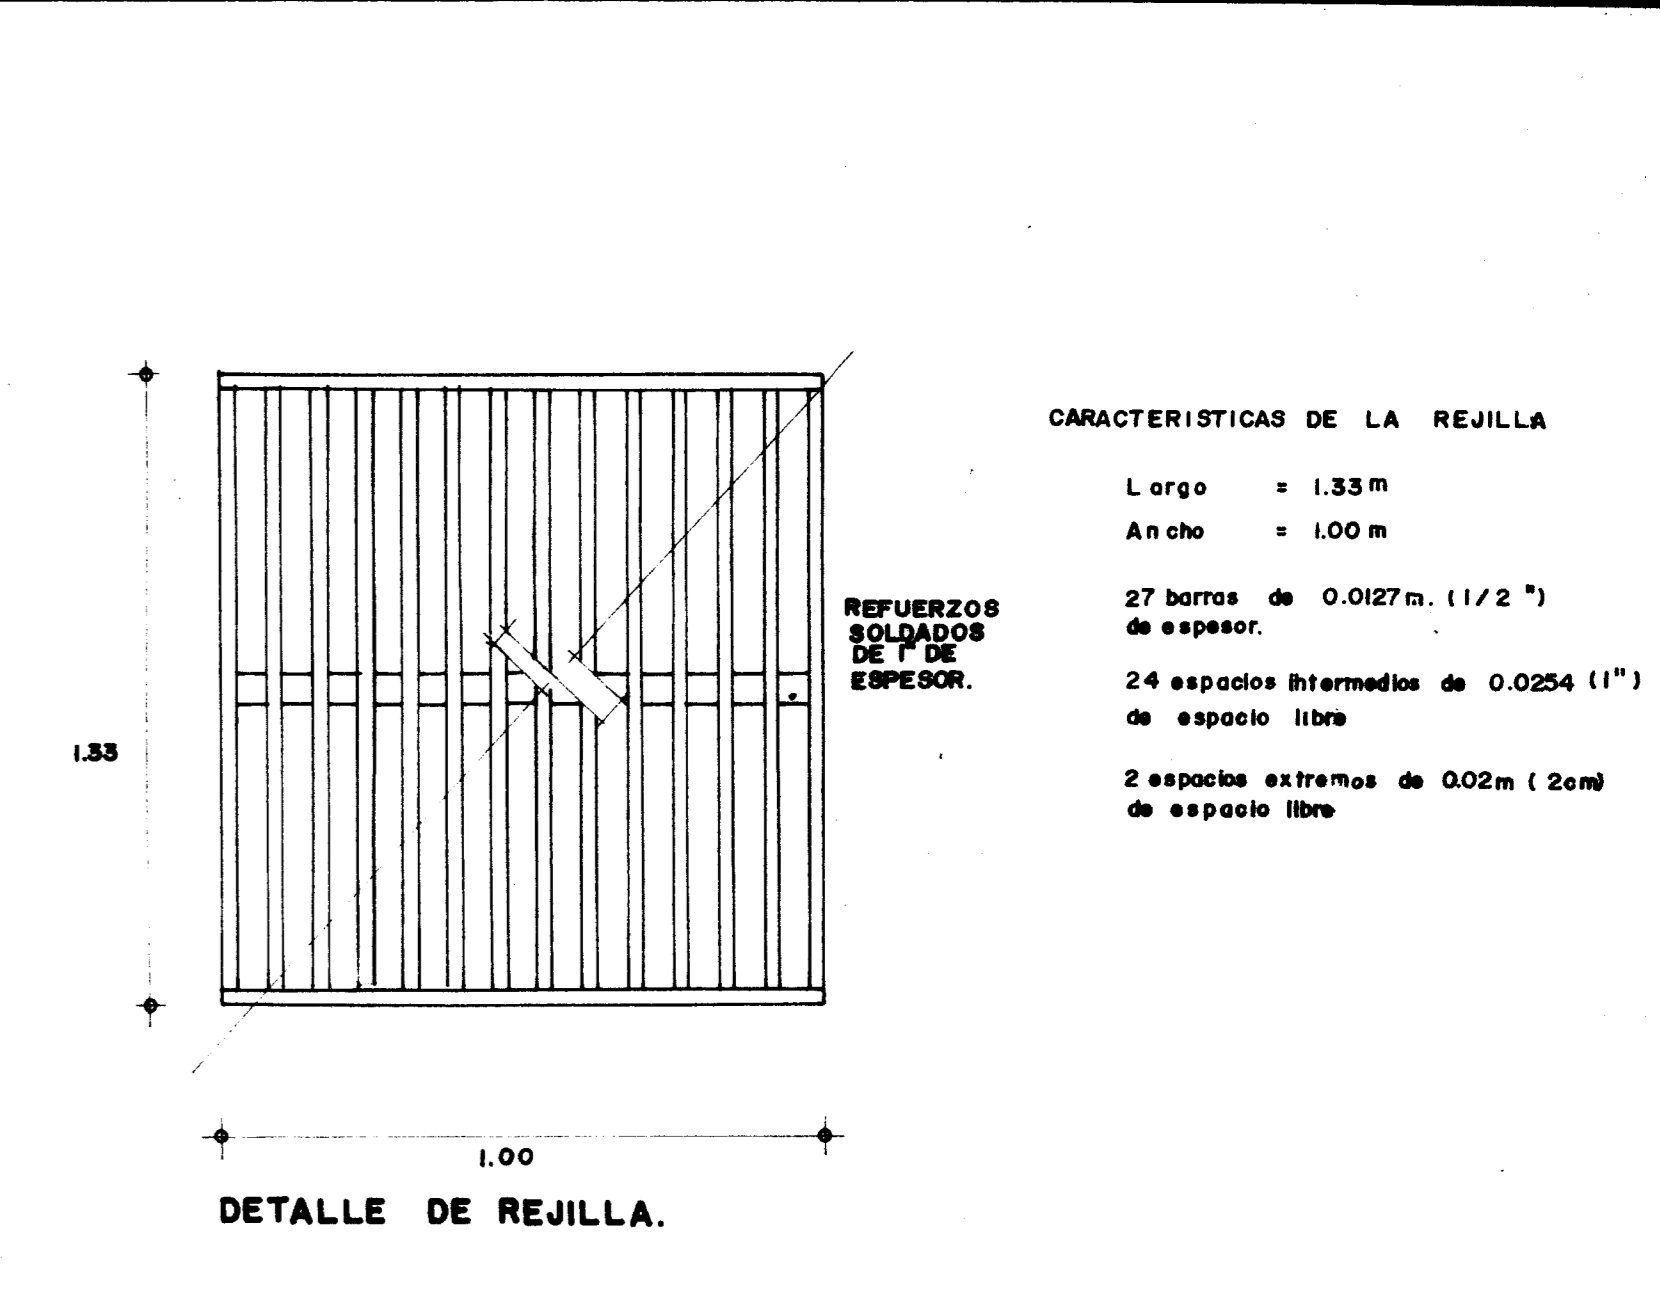 CARACTERISTICAS DE LA REJILLA
Largo = 1.33 m
Ancho = 1.00 m
27 barras de 0.0127 m. (1/2 ")
de espesor.
24 espacios intermedios de 0.0254 (1")
de espacio libre
2 espacios extremos de 0.02m (2cm)
de espacio libre
REFUERZOS
SOLDADOS
DE 1" DE
ESPESOR.
1.33
1.00
DETALLE DE REJILLA.